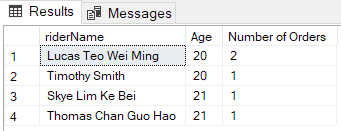 Results Messages
riderName Age Number of Orders
1 Lucas Teo Wei Ming 20 2
2 Timothy Smith 20 1
3 Skye Lim Ke Bei 21 1
4 Thomas Chan Guo Hao 21 1